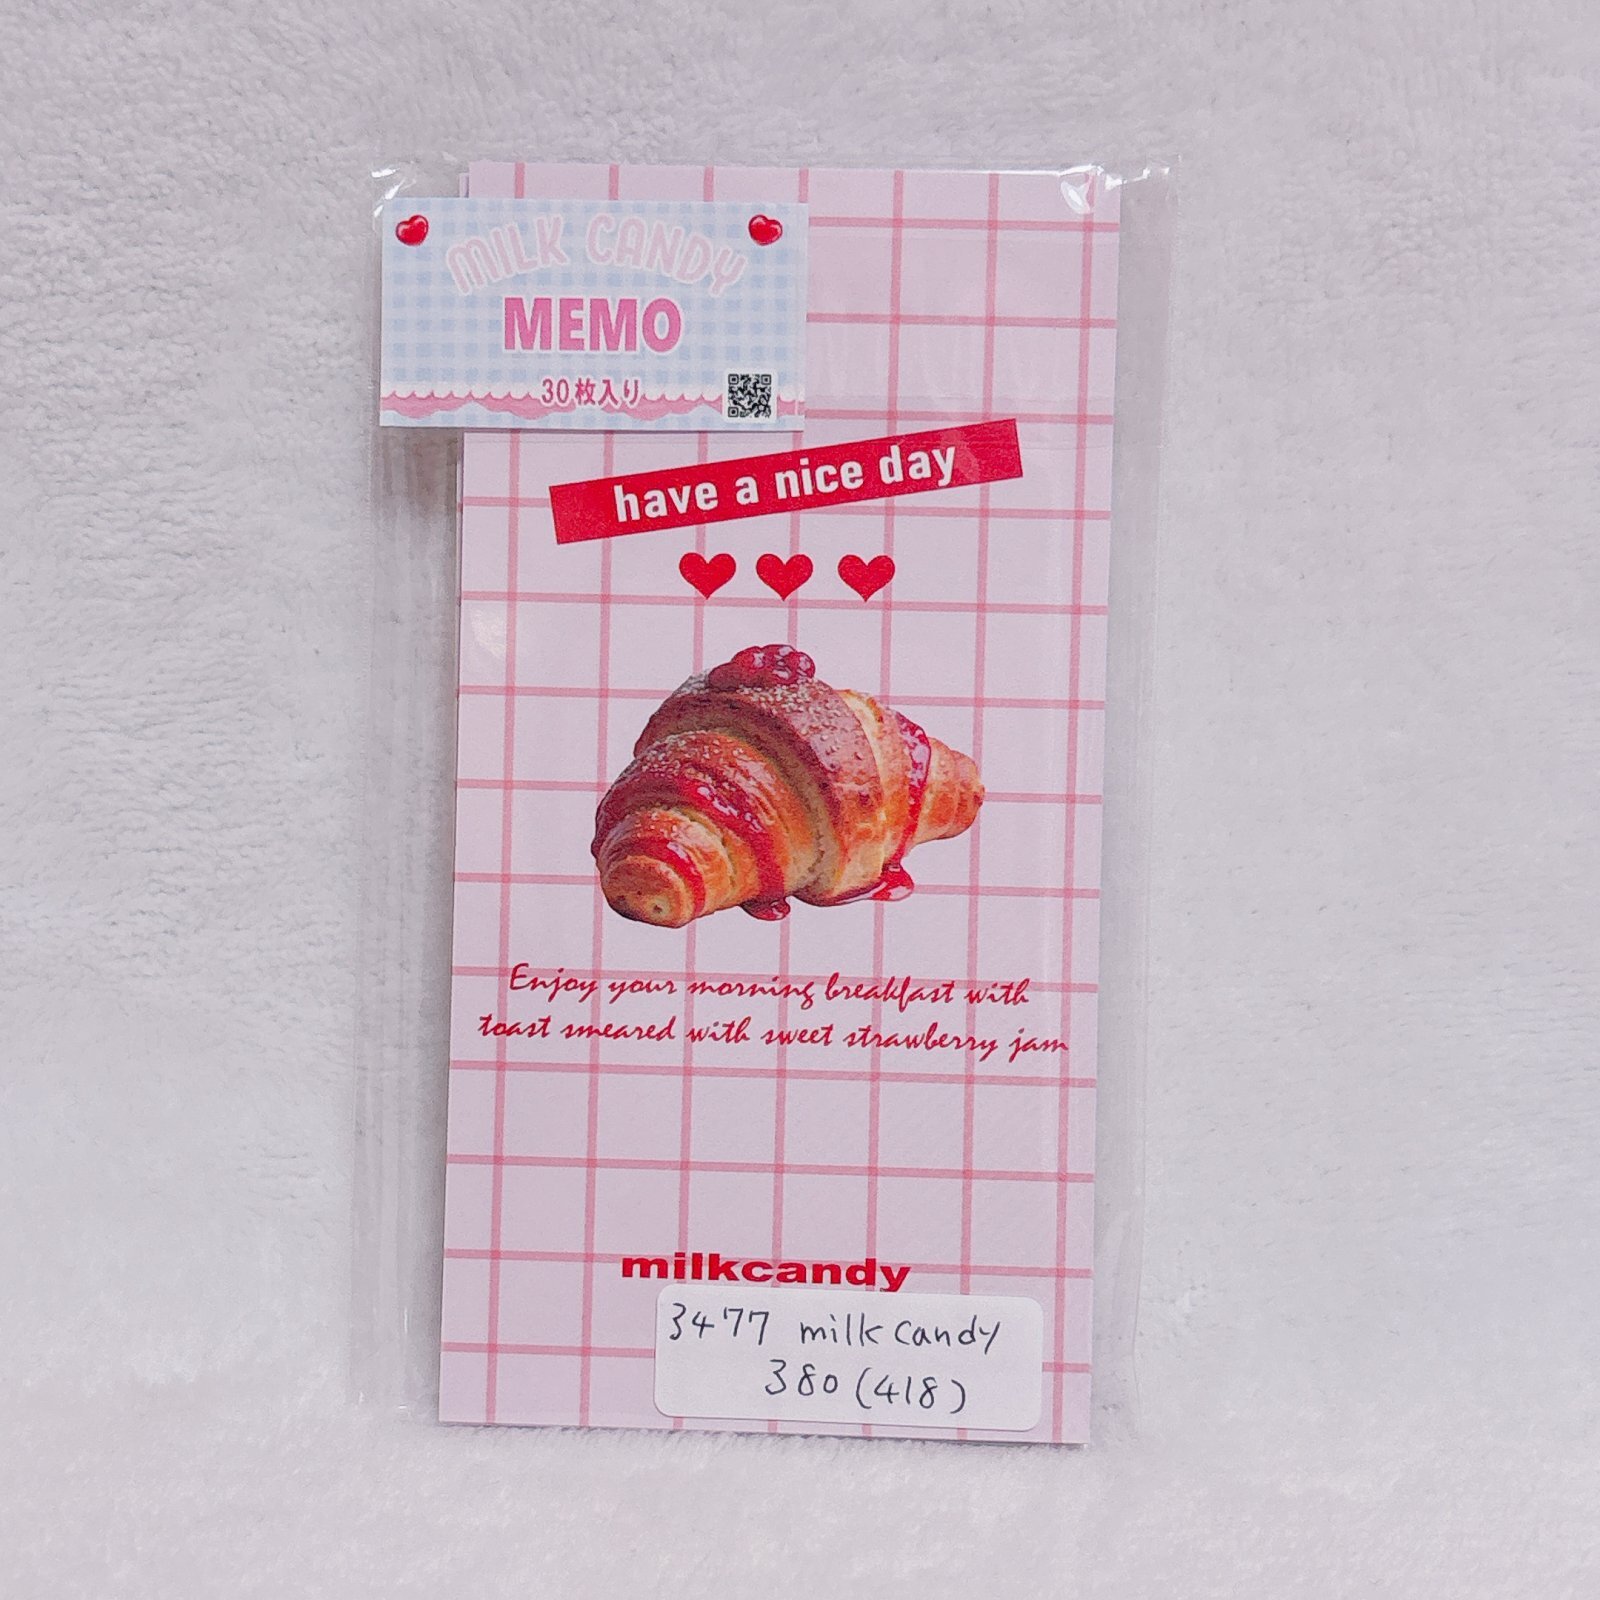 MILK CANDY
MEMO
30枚入り
have a nice day
Enjoy your morning breakfast with
toast smeared with sweet strawberry jam
milkcandy
3477 milk candy
380 (418)